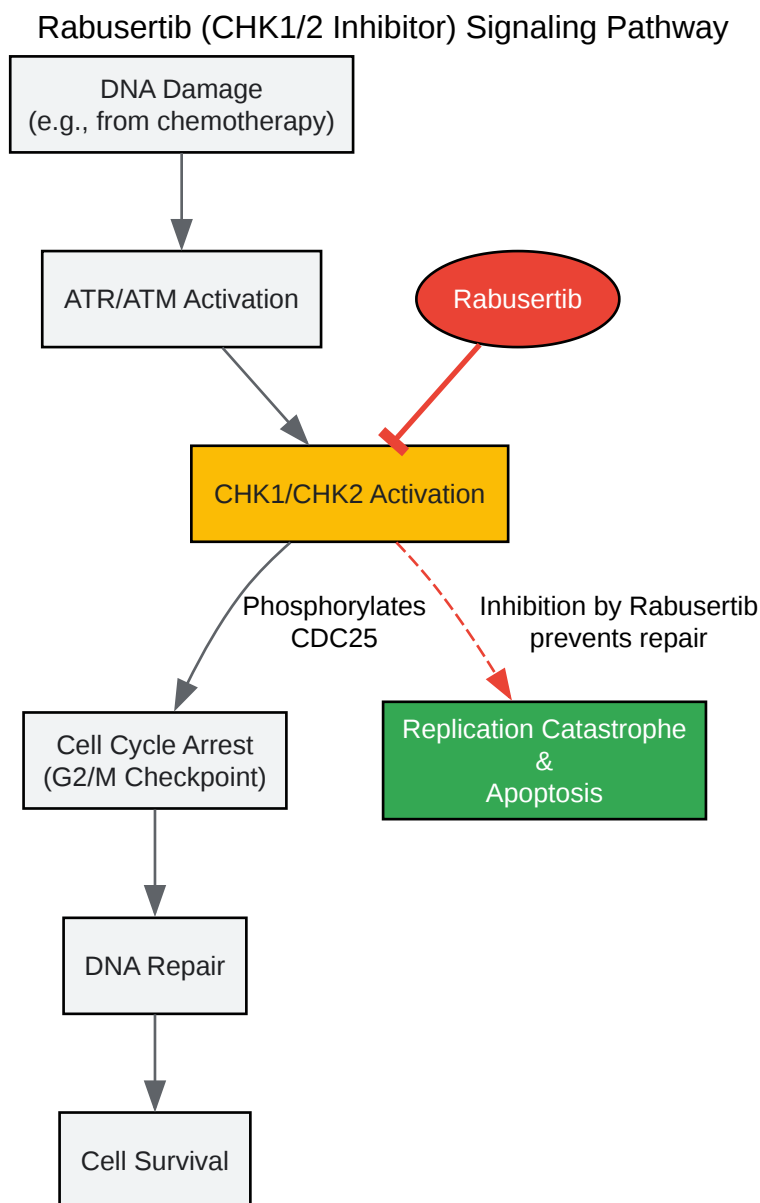 Rabusertib (CHK1/2 Inhibitor) Signaling Pathway
DNA Damage
(e.g., from chemotherapy)
ATR/ATM Activation
Rabusertib
CHK1/CHK2 Activation
Phosphorylates
CDC25
Inhibition by Rabusertib
prevents repair
Cell Cycle Arrest
(G2/M Checkpoint)
Replication Catastrophe
&
Apoptosis
DNA Repair
Cell Survival